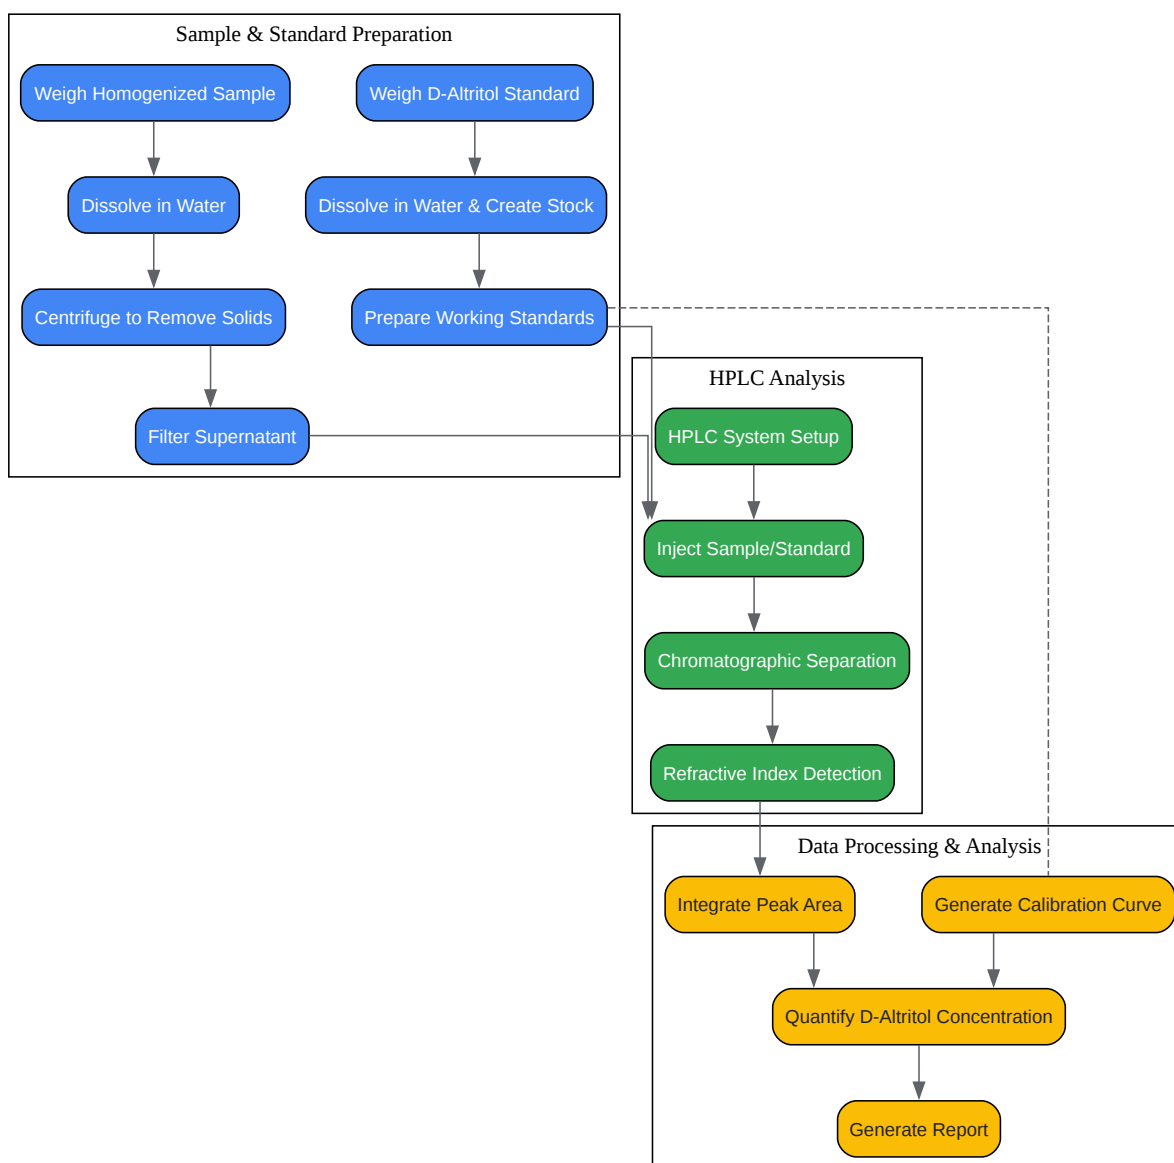 Sample & Standard Preparation
Weigh Homogenized Sample
Weigh D-Altritol Standard
Dissolve in Water
Dissolve in Water & Create Stock
Centrifuge to Remove Solids
Prepare Working Standards
Filter Supernatant
HPLC Analysis
HPLC System Setup
Inject Sample/Standard
Chromatographic Separation
Refractive Index Detection
Data Processing & Analysis
Integrate Peak Area
Generate Calibration Curve
Quantify D-Altritol Concentration
Generate Report